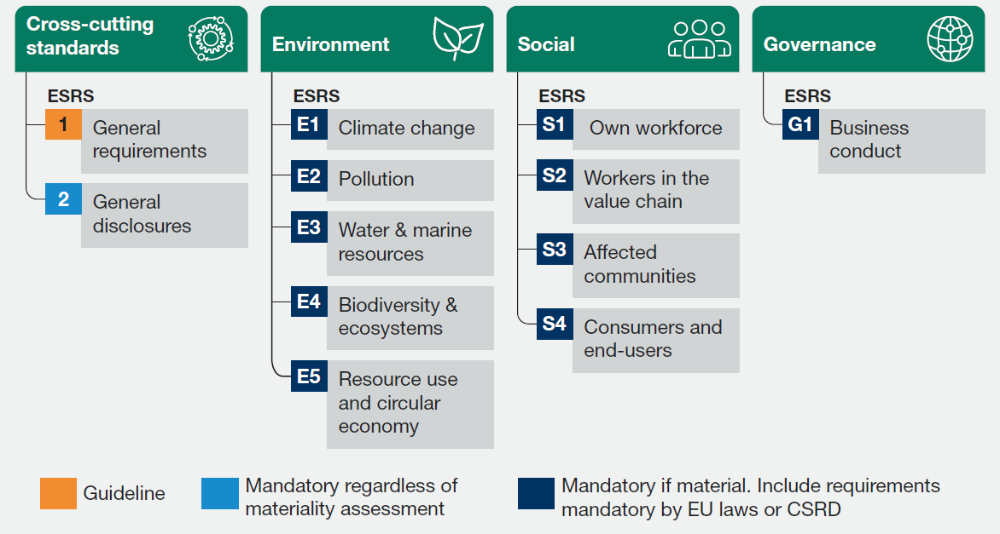 Cross-cutting
standards
ESRS
1
General
requirements
2
General
disclosures
Environment
ESRS
E1
Climate change
E2
Pollution
E3
Water & marine
resources
E4
Biodiversity &
ecosystems
E5
Resource use
and circular
economy
Social
ESRS
S1
Own workforce
S2
Workers in the
value chain
S3
Affected
communities
S4
Consumers and
end-users
Governance
ESRS
G1
Business
conduct
Guideline
Mandatory regardless of
materiality assessment
Mandatory if material. Include requirements
mandatory by EU laws or CSRD